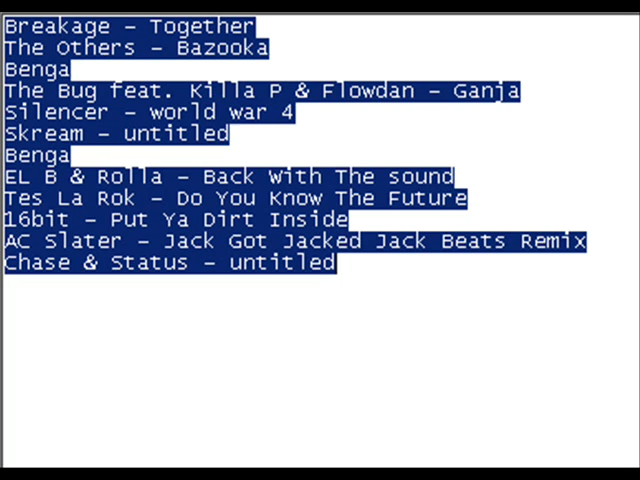 Breakage - Together
The Others - Bazooka
Benga
The Bug feat. Killa P & Flowdan - Ganja
Silencer - world war 4
Skream - untitled
Benga
EL B & Rolla - Back With The sound
Tes La Rok - Do You Know The Future
16bit - Put Ya Dirt Inside
AC Slater - Jack Got Jacked Jack Beats Remix
Chase & Status - untitled